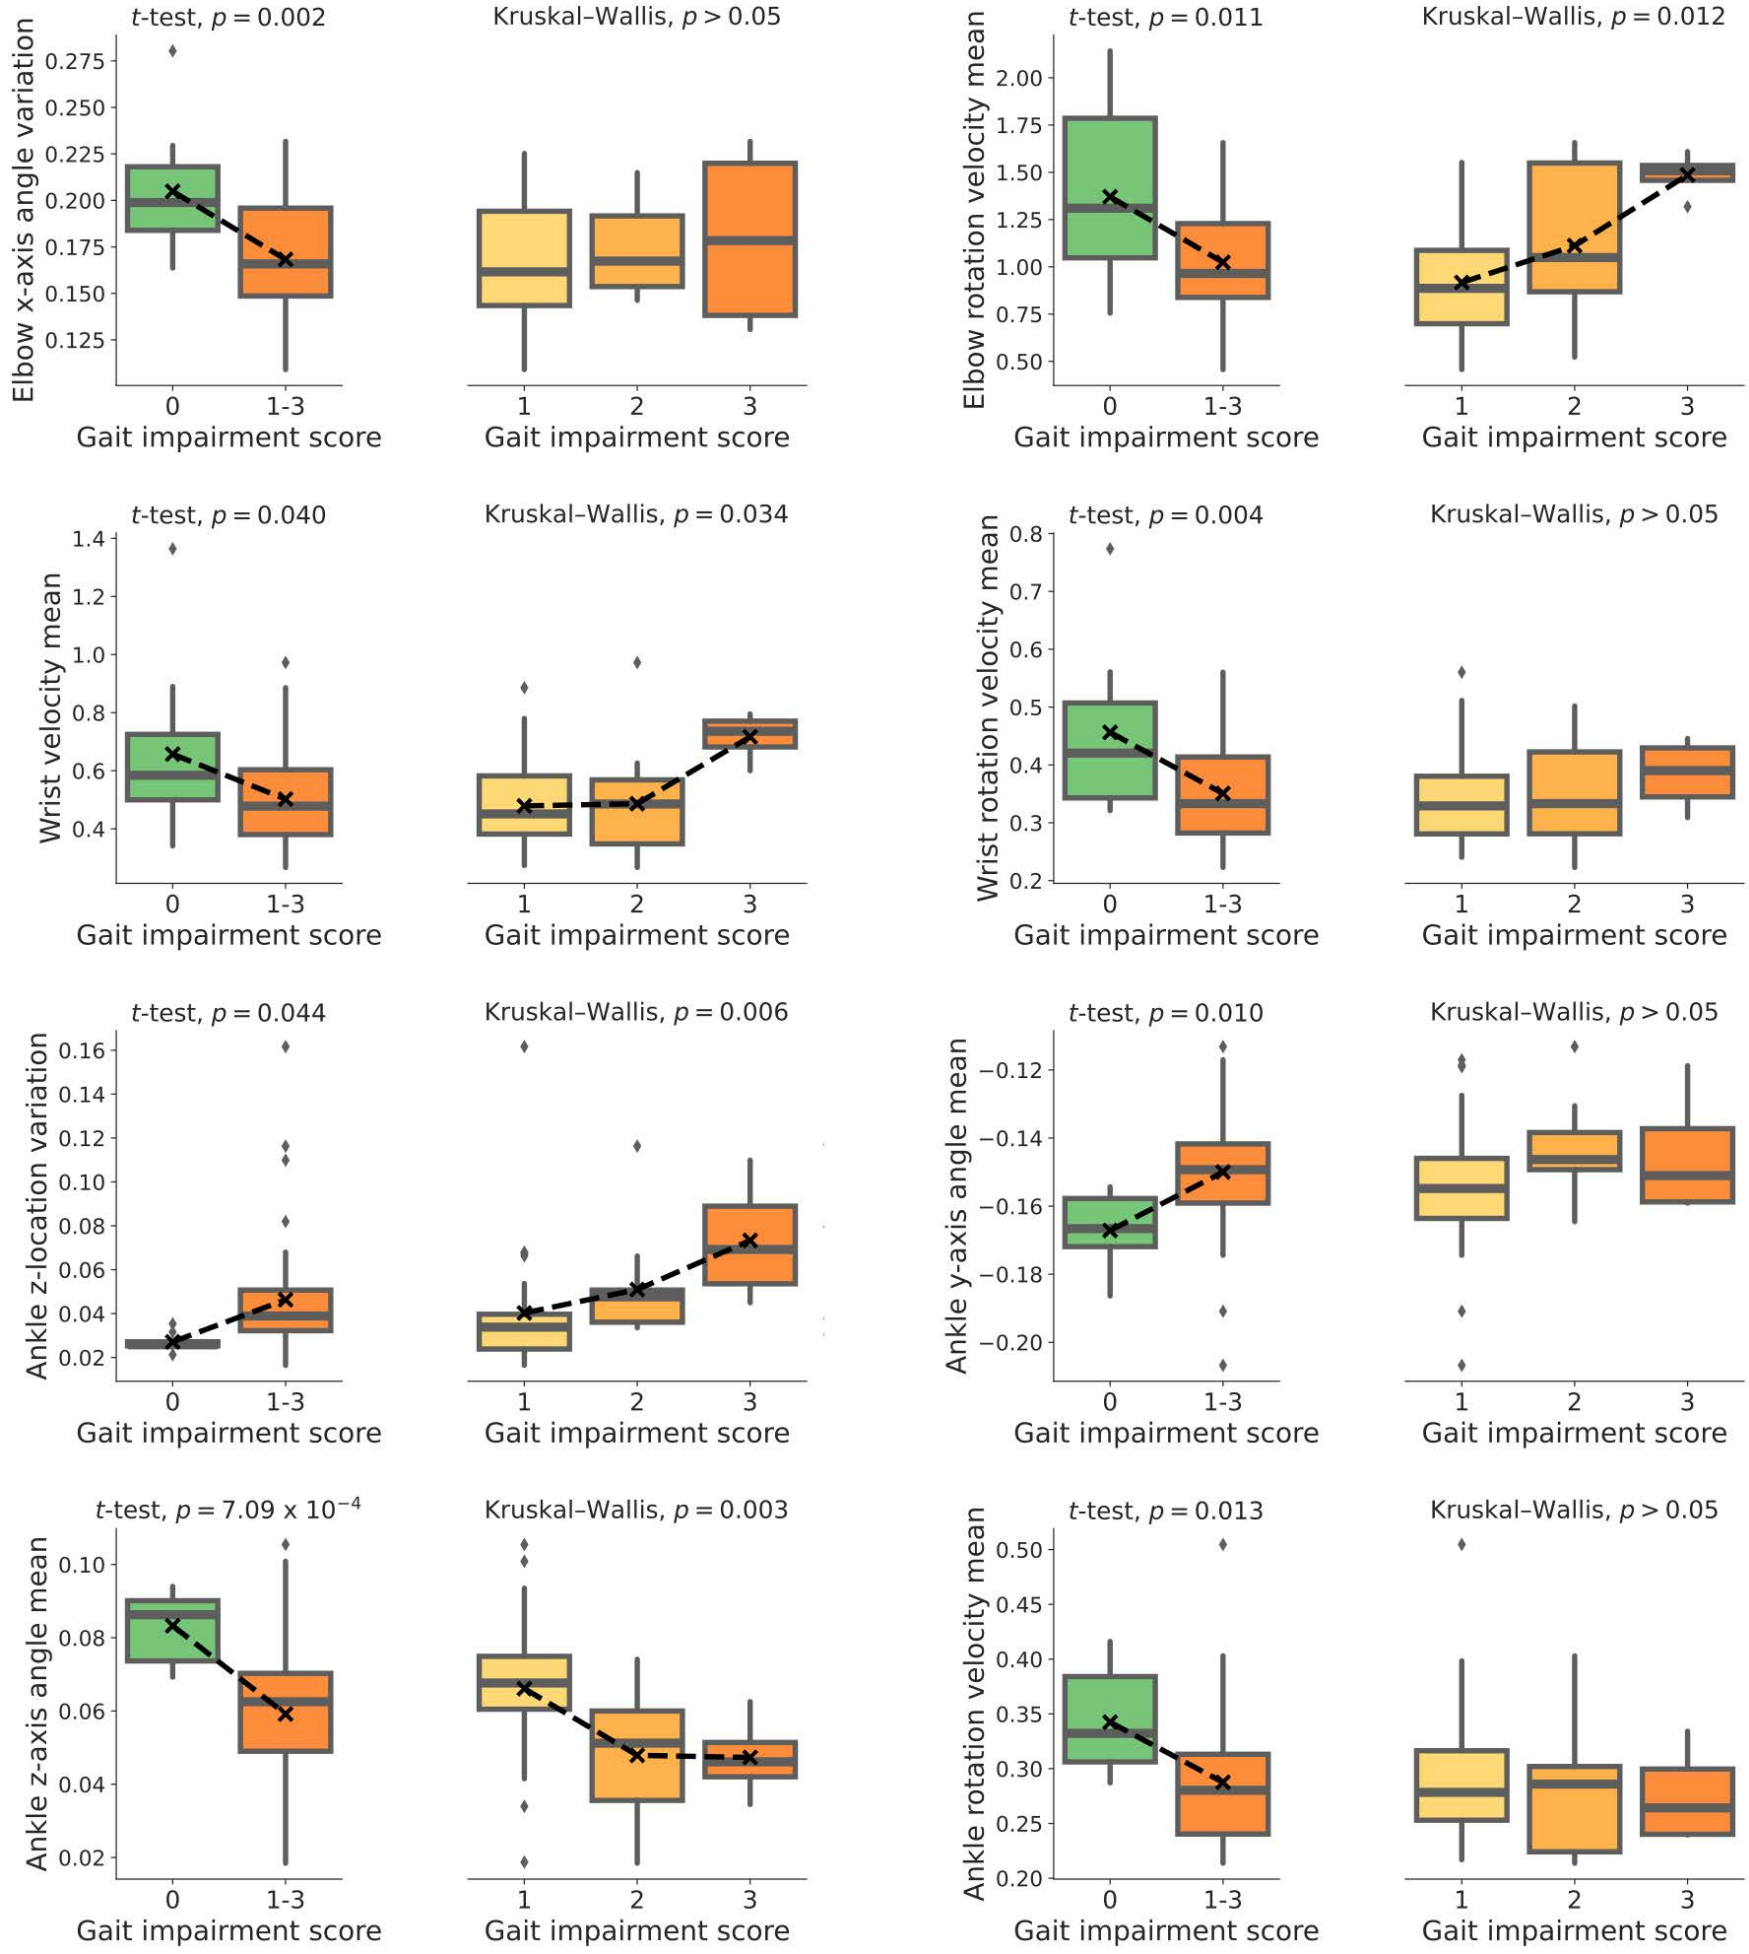 t-test, p = 0.002
Kruskal–Wallis, p > 0.05
Elbow x-axis angle variation
0.275
0.250
0.225
0.200
0.175
0.150
0.125
0 1-3
Gait impairment score
1 2 3
Gait impairment score
t-test, p = 0.011
Kruskal–Wallis, p = 0.012
Elbow rotation velocity mean
2.00
1.75
1.50
1.25
1.00
0.75
0.50
0 1-3
Gait impairment score
1 2 3
Gait impairment score
t-test, p = 0.040
Kruskal–Wallis, p = 0.034
Wrist velocity mean
1.4
1.2
1.0
0.8
0.6
0.4
0 1-3
Gait impairment score
1 2 3
Gait impairment score
t-test, p = 0.004
Kruskal–Wallis, p > 0.05
Wrist rotation velocity mean
0.8
0.7
0.6
0.5
0.4
0.3
0.2
0 1-3
Gait impairment score
1 2 3
Gait impairment score
t-test, p = 0.044
Kruskal–Wallis, p = 0.006
Ankle z-location variation
0.16
0.14
0.12
0.10
0.08
0.06
0.04
0.02
0 1-3
Gait impairment score
1 2 3
Gait impairment score
t-test, p = 0.010
Kruskal–Wallis, p > 0.05
Ankle y-axis angle mean
−0.12
−0.14
−0.16
−0.18
−0.20
0 1-3
Gait impairment score
1 2 3
Gait impairment score
t-test, p = 7.09 x 10⁻⁴
Kruskal–Wallis, p = 0.003
Ankle z-axis angle mean
0.10
0.08
0.06
0.04
0.02
0 1-3
Gait impairment score
1 2 3
Gait impairment score
t-test, p = 0.013
Kruskal–Wallis, p > 0.05
Ankle rotation velocity mean
0.50
0.45
0.40
0.35
0.30
0.25
0.20
0 1-3
Gait impairment score
1 2 3
Gait impairment score